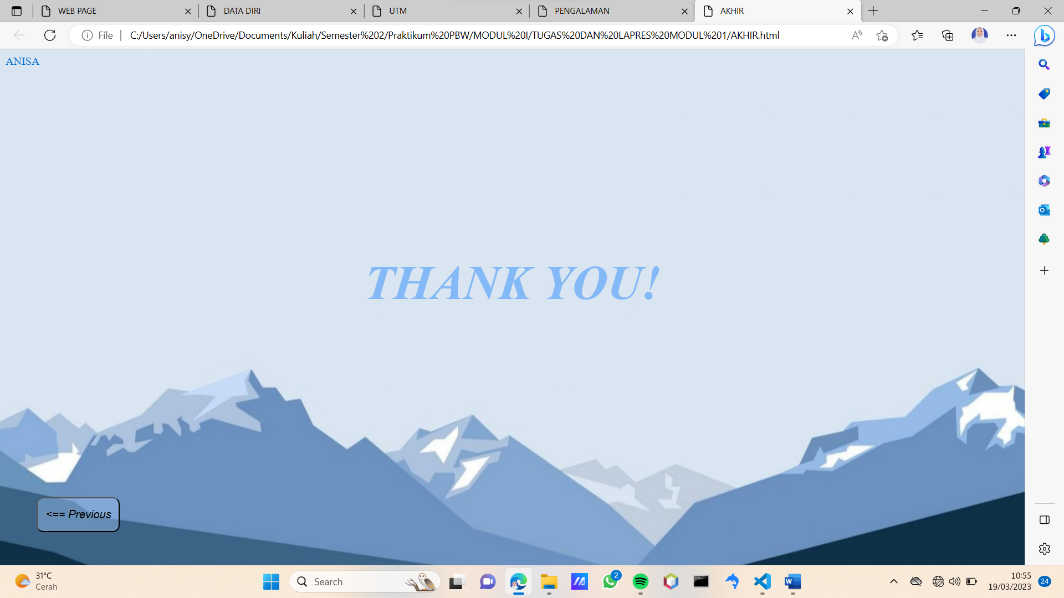 WEB PAGE
DATA DIRI
UTM
PENGALAMAN
AKHIR
File
C:/Users/anisy/OneDrive/Documents/Kuliah/Semester%202/Praktikum%20PBW/MODUL%20I/TUGAS%20DAN%20LAPRES%20MODUL%201/AKHIR.html
ANISA
THANK YOU!
<== Previous
31°C
Cerah
Search
2
10:55
19/03/2023
24